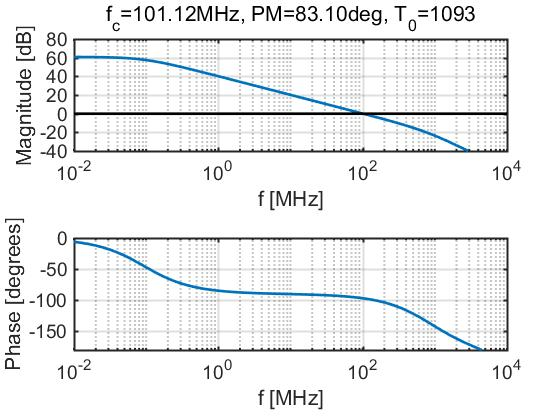 f_c=101.12MHz, PM=83.10deg, T_0=1093
Magnitude [dB]
80
60
40
20
0
-20
-40
10^-2 10^0 10^2 10^4
f [MHz]
Phase [degrees]
0
-50
-100
-150
10^-2 10^0 10^2 10^4
f [MHz]